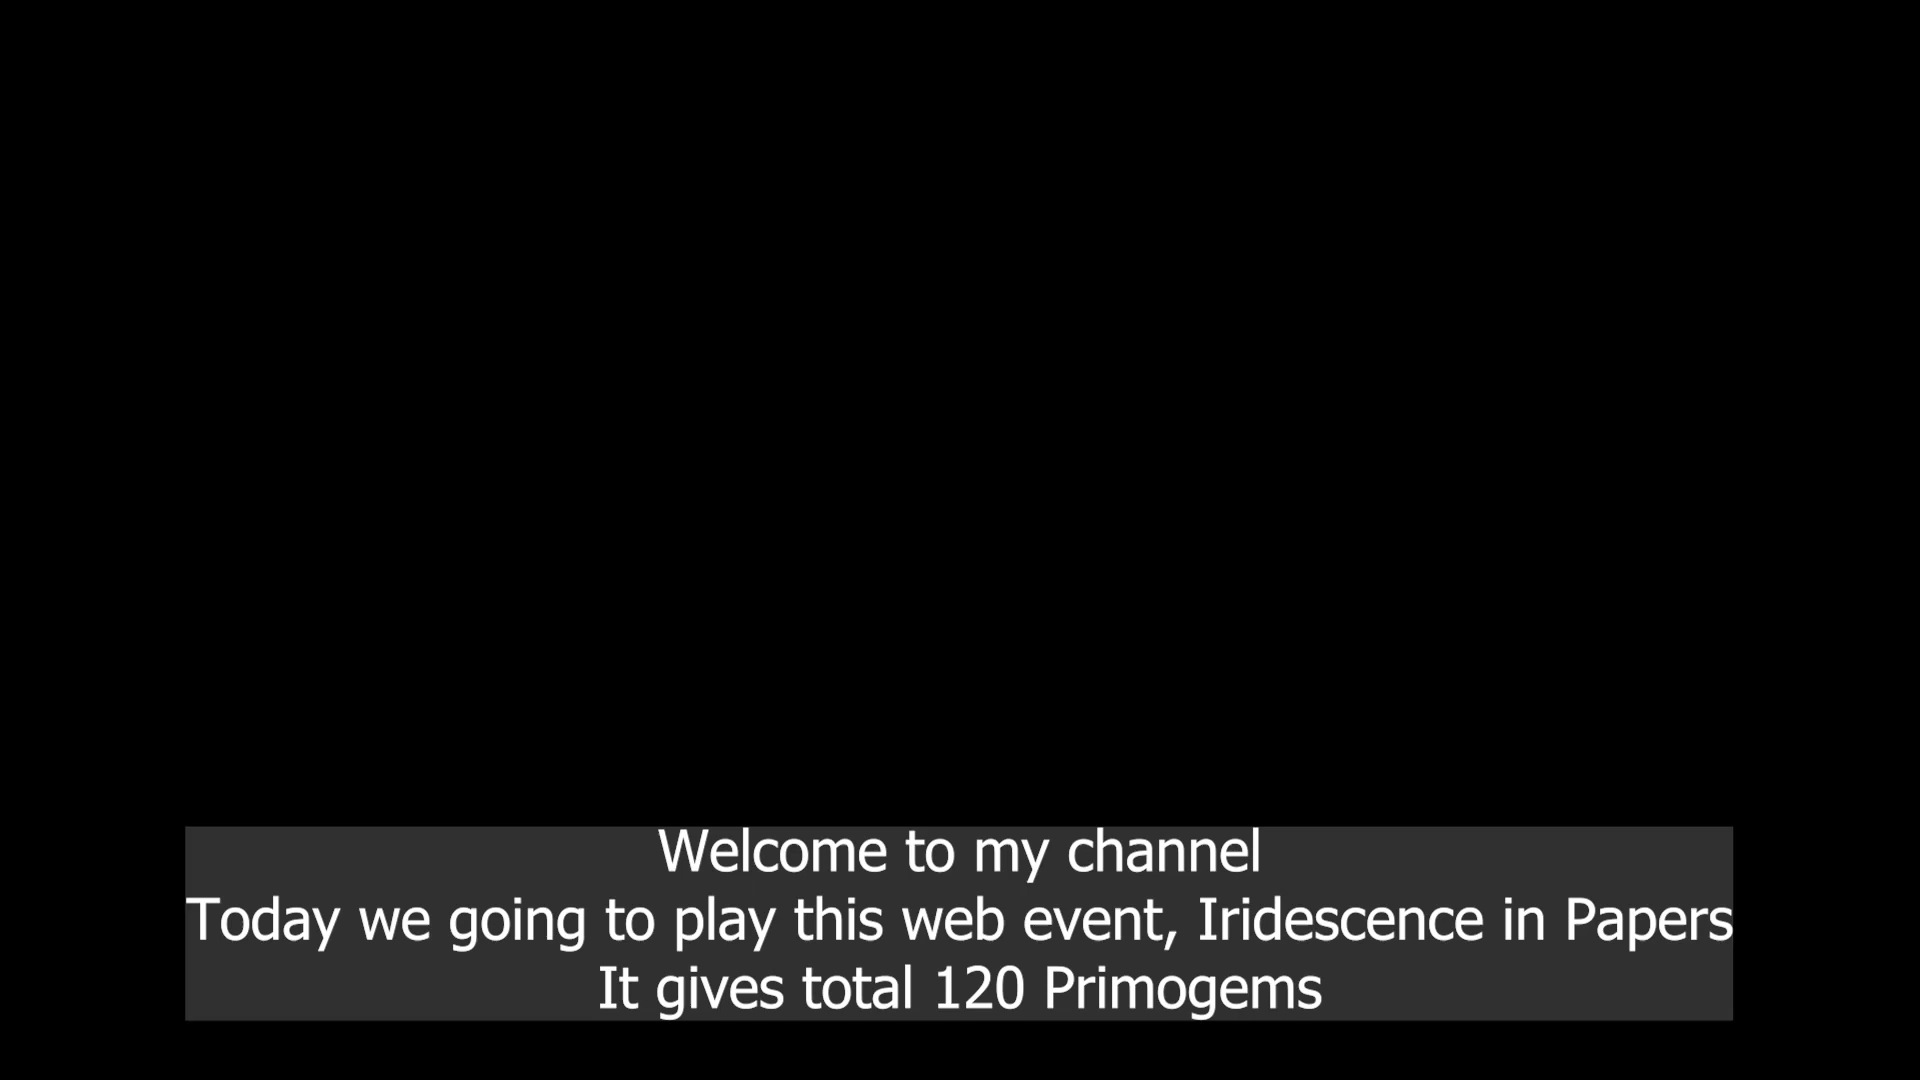 Welcome to my channel
Today we going to play this web event, Iridescence in Papers
It gives total 120 Primogems